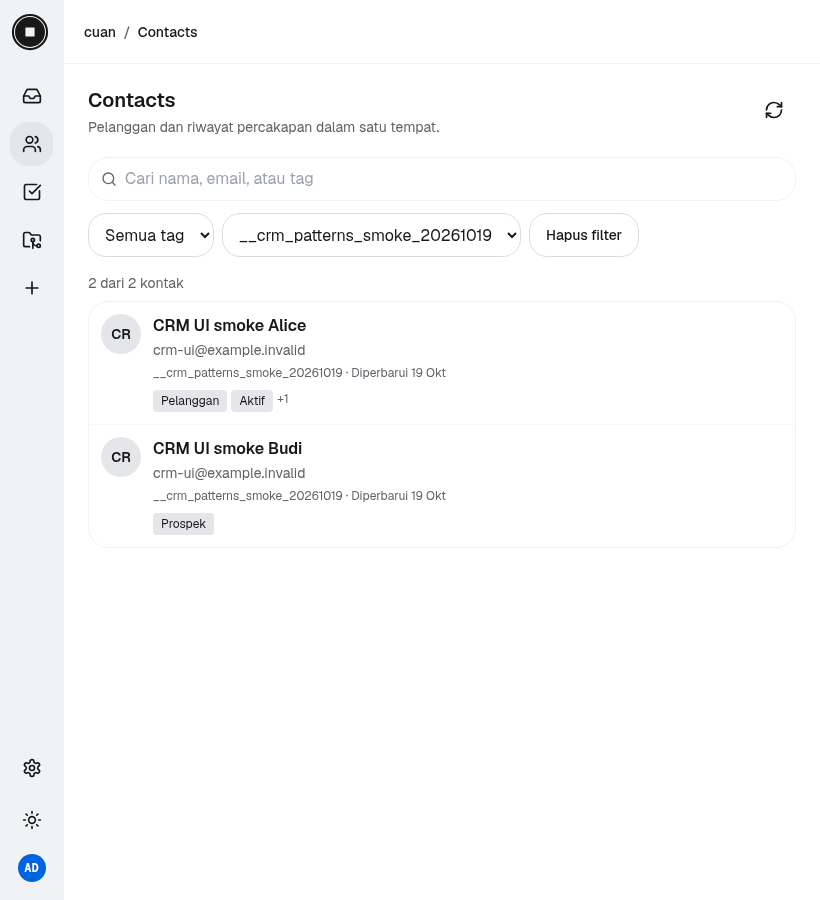 cuan / Contacts
Contacts
Pelanggan dan riwayat percakapan dalam satu tempat.
Cari nama, email, atau tag
Semua tag
__crm_patterns_smoke_20261019
Hapus filter
2 dari 2 kontak
CR
CRM UI smoke Alice
crm-ui@example.invalid
__crm_patterns_smoke_20261019 · Diperbarui 19 Okt
Pelanggan Aktif +1
CR
CRM UI smoke Budi
crm-ui@example.invalid
__crm_patterns_smoke_20261019 · Diperbarui 19 Okt
Prospek
AD